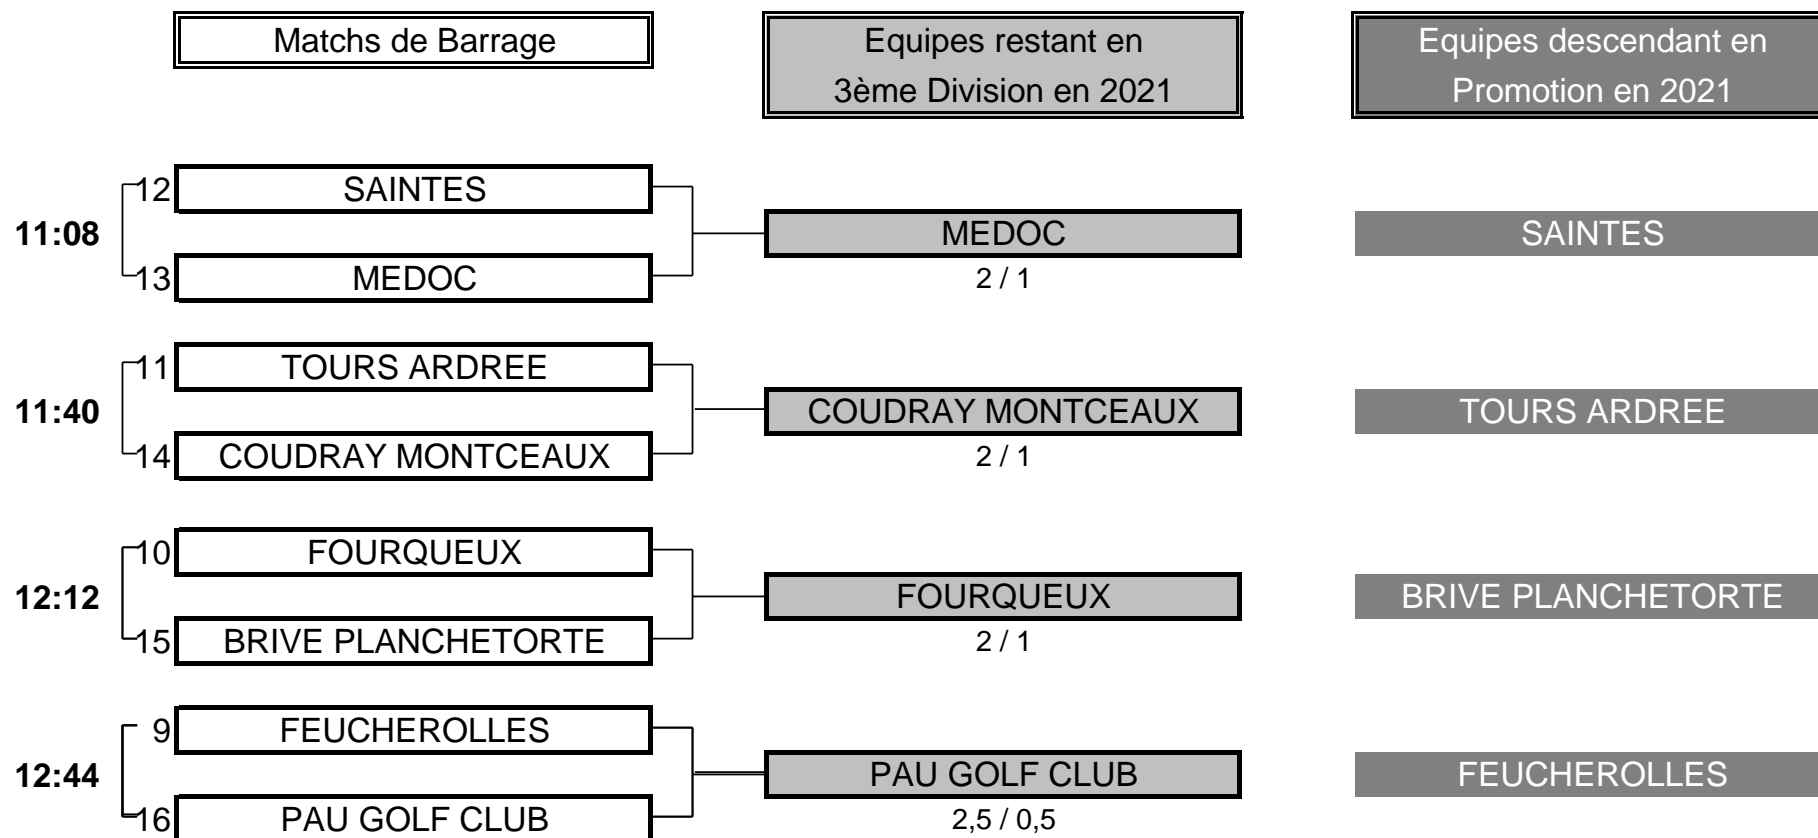 Matchs de Barrage
Equipes restant en
3ème Division en 2021
Equipes descendant en
Promotion en 2021
12 SAINTES
11:08 MEDOC SAINTES
13 MEDOC 2 / 1
11 TOURS ARDREE
11:40 COUDRAY MONTCEAUX TOURS ARDREE
14 COUDRAY MONTCEAUX 2 / 1
10 FOURQUEUX
12:12 FOURQUEUX BRIVE PLANCHETORTE
15 BRIVE PLANCHETORTE 2 / 1
9 FEUCHEROLLES
12:44 PAU GOLF CLUB FEUCHEROLLES
16 PAU GOLF CLUB 2,5 / 0,5